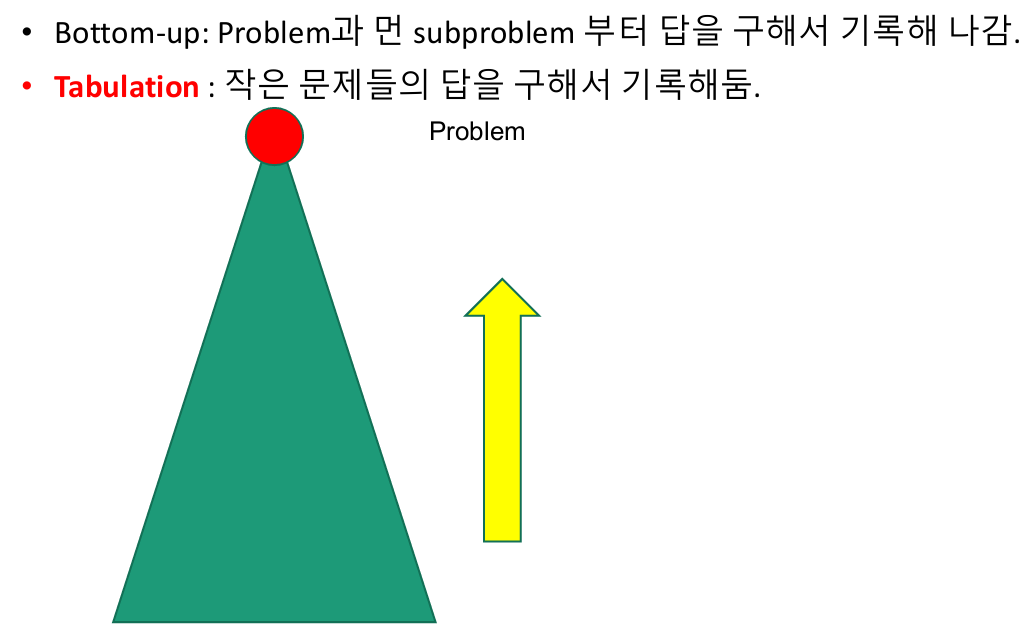 • Bottom-up: Problem과 먼 subproblem 부터 답을 구해서 기록해 나감.
• Tabulation : 작은 문제들의 답을 구해서 기록해둠.
Problem